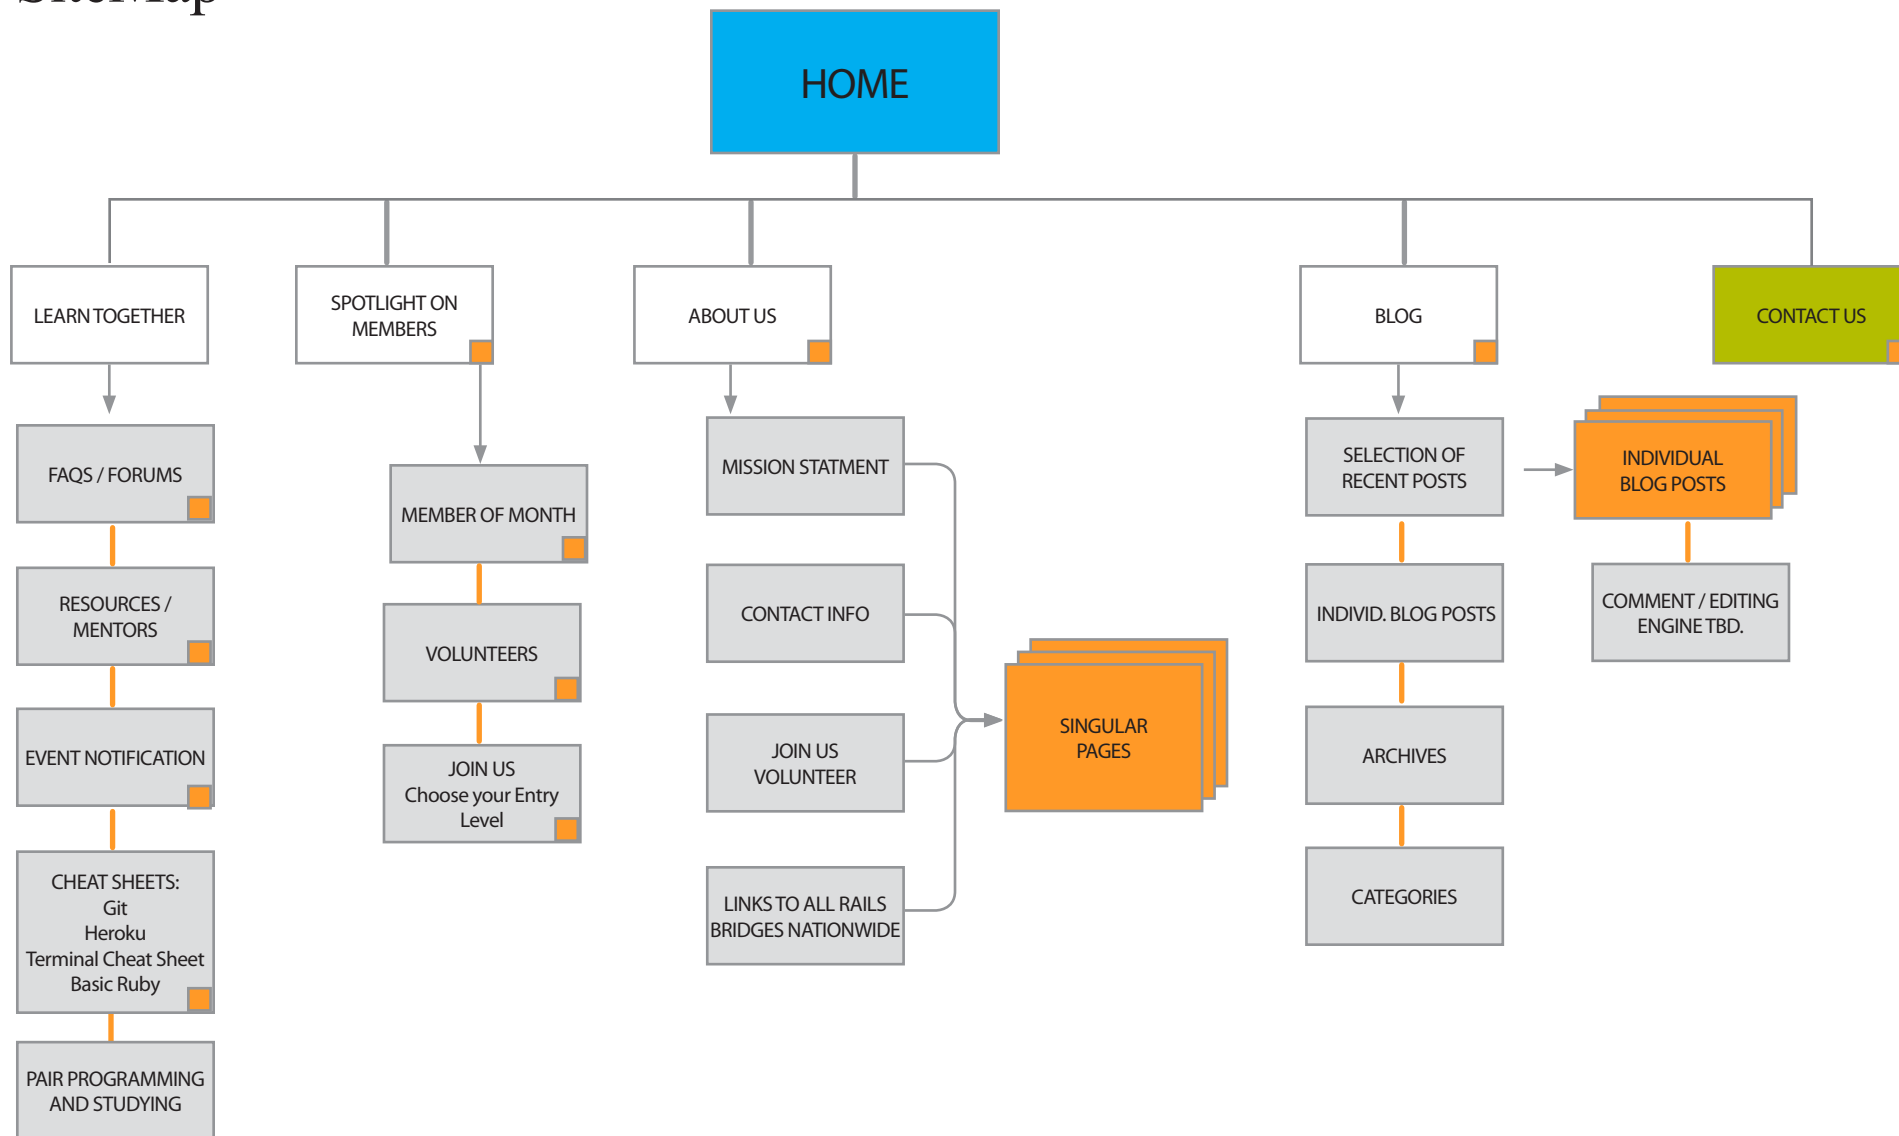 SiteMap
HOME
LEARN TOGETHER
SPOTLIGHT ON
MEMBERS
ABOUT US
BLOG
CONTACT US
FAQS / FORUMS
RESOURCES /
MENTORS
EVENT NOTIFICATION
CHEAT SHEETS:
Git
Heroku
Terminal Cheat Sheet
Basic Ruby
PAIR PROGRAMMING
AND STUDYING
MEMBER OF MONTH
VOLUNTEERS
JOIN US
Choose your Entry
Level
MISSION STATMENT
CONTACT INFO
JOIN US
VOLUNTEER
LINKS TO ALL RAILS
BRIDGES NATIONWIDE
SINGULAR
PAGES
SELECTION OF
RECENT POSTS
INDIVID. BLOG POSTS
ARCHIVES
CATEGORIES
INDIVIDUAL
BLOG POSTS
COMMENT / EDITING
ENGINE TBD.